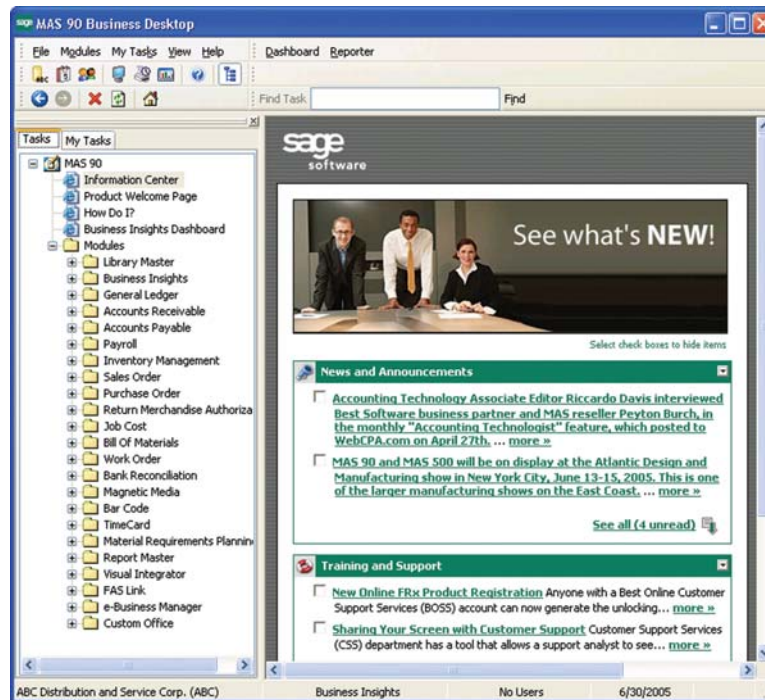 sage MAS 90 Business Desktop
File Modules My Tasks View Help Dashboard Reporter
Find Task Find
Tasks My Tasks
MAS 90
Information Center
Product Welcome Page
How Do I?
Business Insights Dashboard
Modules
Library Master
Business Insights
General Ledger
Accounts Receivable
Accounts Payable
Payroll
Inventory Management
Sales Order
Purchase Order
Return Merchandise Authoriza
Job Cost
Bill Of Materials
Work Order
Bank Reconciliation
Magnetic Media
Bar Code
TimeCard
Material Requirements Plannin
Report Master
Visual Integrator
FAS Link
e-Business Manager
Custom Office
sage
software
See what's NEW!
Select check boxes to hide items
News and Announcements
Accounting Technology Associate Editor Riccardo Davis interviewed
Best Software business partner and MAS reseller Peyton Burch, in
the monthly "Accounting Technologist" feature, which posted to
WebCPA.com on April 27th. ... more »
MAS 90 and MAS 500 will be on display at the Atlantic Design and
Manufacturing show in New York City, June 13-15, 2005. This is one
of the larger manufacturing shows on the East Coast. ... more »
See all (4 unread)
Training and Support
New Online FRx Product Registration Anyone with a Best Online Customer
Support Services (BOSS) account can now generate the unlocking... more »
Sharing Your Screen with Customer Support Customer Support Services
(CSS) department has a tool that allows a support analyst to see... more »
ABC Distribution and Service Corp. (ABC) Business Insights No Users 6/30/2005